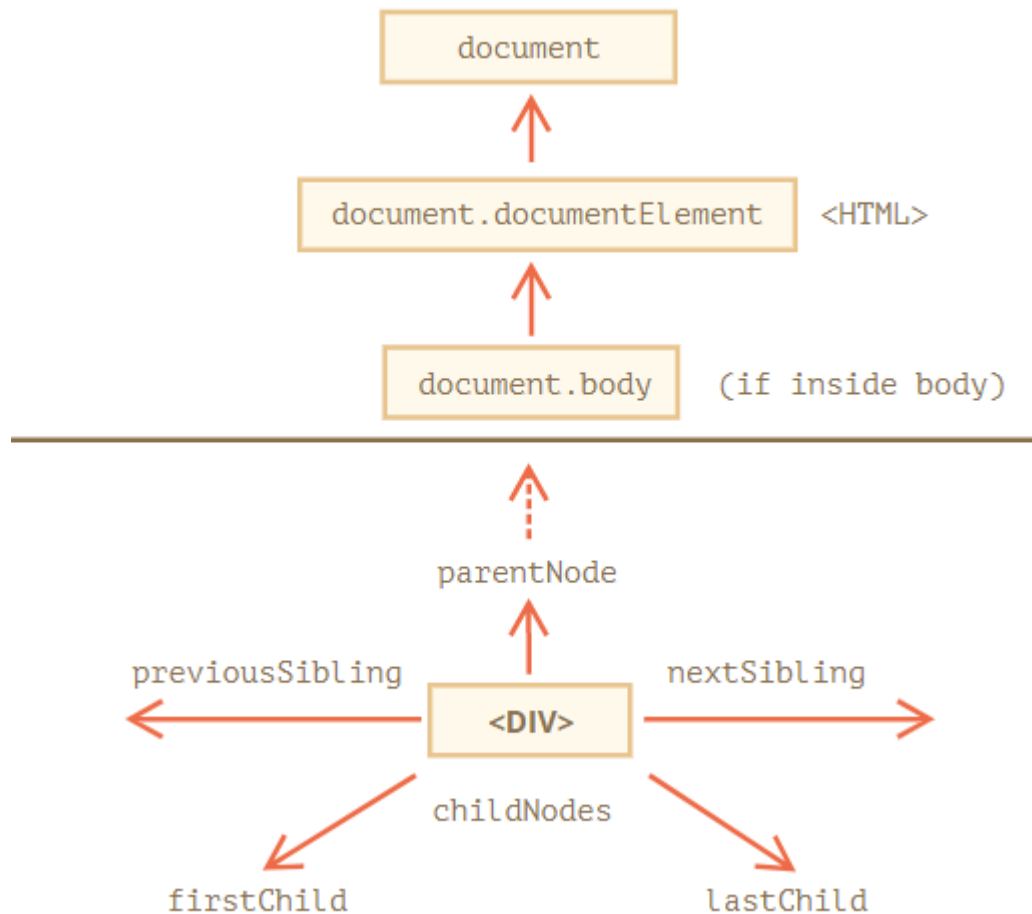 document
document.documentElement <HTML>
document.body (if inside body)
parentNode
previousSibling nextSibling
<DIV>
childNodes
firstChild lastChild